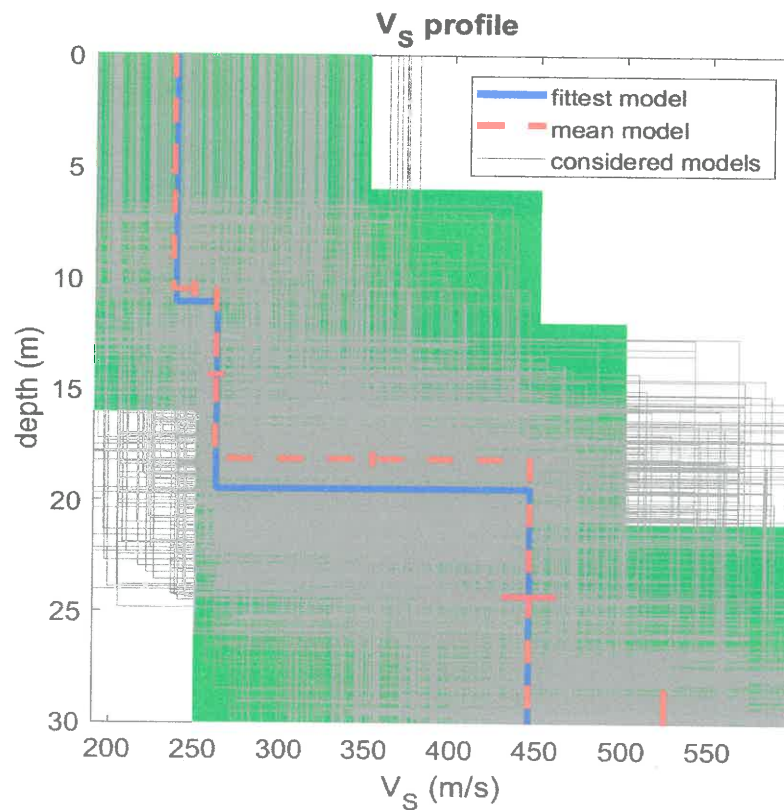 V_S profile
fittest model
mean model
considered models
0
5
10
15
20
25
30
depth (m)
200 250 300 350 400 450 500 550
V_S (m/s)